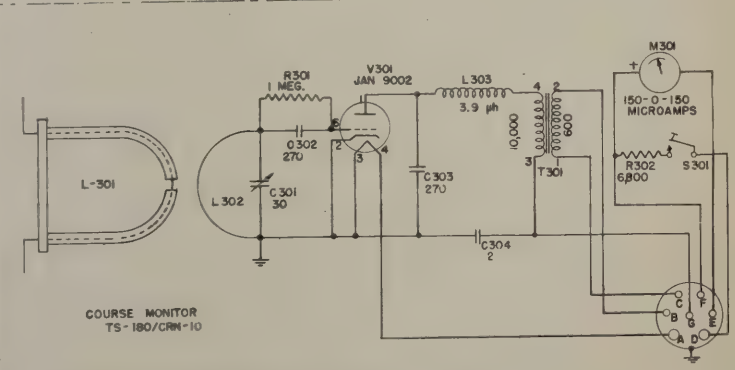 M301
+
150-0-150
MICROAMPS
V301
JAN 9002
R301
1 MEG.
L303
3.9 µh
4
2
10,000
600
3
1
T301
6
2
3
4
C302
270
C301
30
C303
270
R302
6,800
S301
L-301
L302
C304
2
COURSE MONITOR
TS-180/CRN-10
C
F
B
G
E
A
D